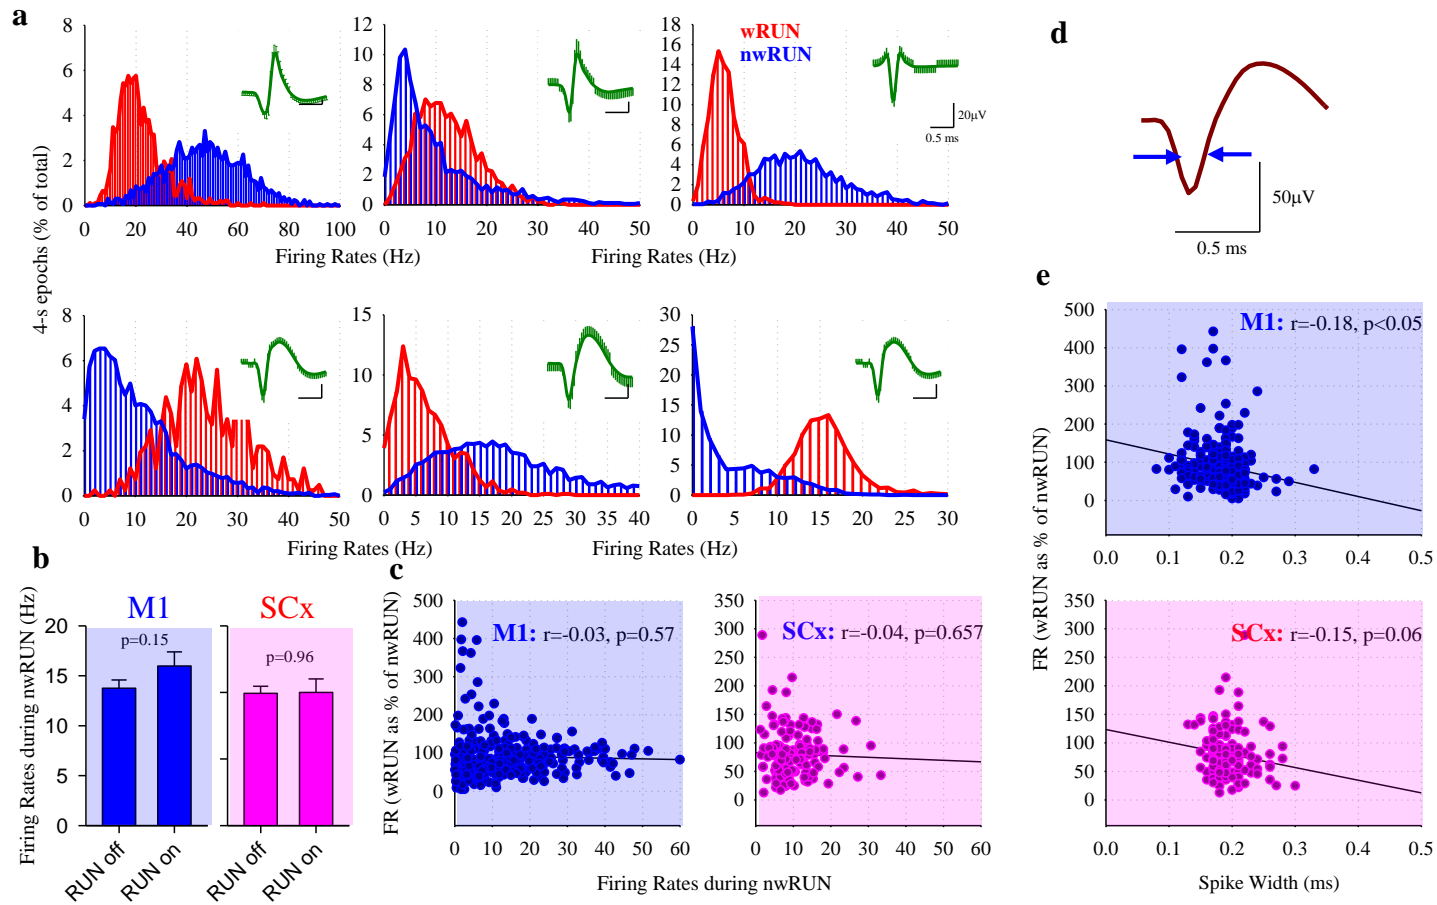 a
4-s epochs (% of total)
8
6
4
2
0
0 20 40 60 80 100
Firing Rates (Hz)
12
10
8
6
4
2
0
0 10 20 30 40 50
Firing Rates (Hz)
18
16
14
12
10
8
6
4
2
0
0 10 20 30 40 50
wRUN
nwRUN
20μV
0.5 ms
8
6
4
2
0
0 10 20 30 40 50
Firing Rates (Hz)
15
10
5
0
0 5 10 15 20 25 30 35 40
Firing Rates (Hz)
30
25
20
15
10
5
0
0 5 10 15 20 25 30
b
Firing Rates during nwRUN (Hz)
M1
SCx
20
15
10
5
0
p=0.15
p=0.96
RUN off
RUN on
RUN off
RUN on
c
FR (wRUN as % of nwRUN)
500
400
300
200
100
0
M1: r=-0.03, p=0.57
0 10 20 30 40 50 60
350
300
250
200
150
100
50
0
SCx: r=-0.04, p=0.657
0 10 20 30 40 50 60
Firing Rates during nwRUN
d
50μV
0.5 ms
e
FR (wRUN as % of nwRUN)
500
400
300
200
100
0
M1: r=-0.18, p<0.05
0.0 0.1 0.2 0.3 0.4 0.5
350
300
250
200
150
100
50
0
SCx: r=-0.15, p=0.06
0.0 0.1 0.2 0.3 0.4 0.5
Spike Width (ms)